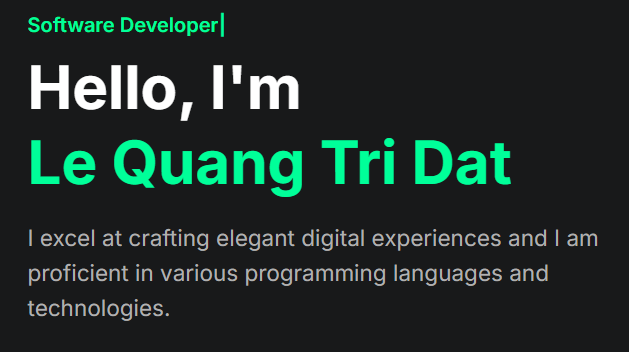 Software Developer|
Hello, I'm
Le Quang Tri Dat
I excel at crafting elegant digital experiences and I am
proficient in various programming languages and
technologies.